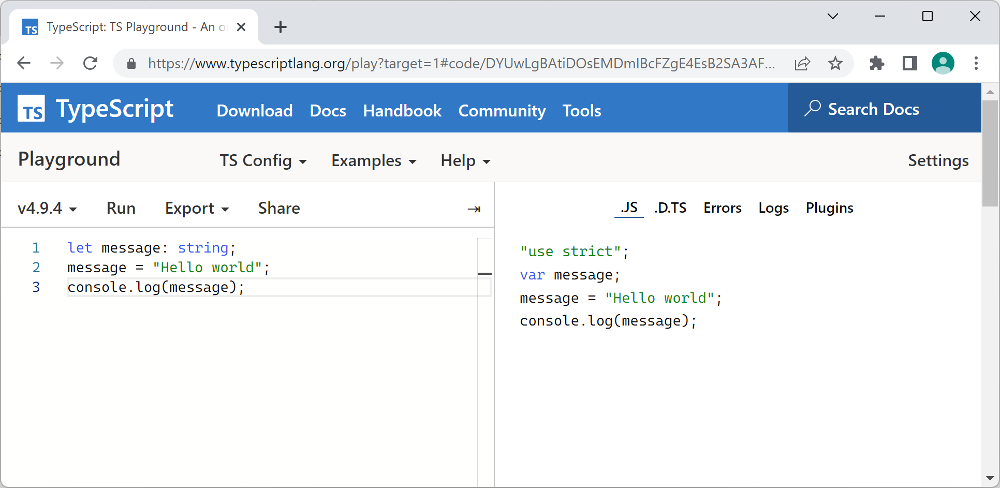 TS TypeScript: TS Playground - An o
https://www.typescriptlang.org/play?target=1#code/DYUwLgBAtiDOsEMDmIBcFZgE4EsB2SA3AF...
TS TypeScript Download Docs Handbook Community Tools Search Docs
Playground TS Config Examples Help Settings
v4.9.4 Run Export Share
1 let message: string;
2 message = "Hello world";
3 console.log(message);
.JS .D.TS Errors Logs Plugins
"use strict";
var message;
message = "Hello world";
console.log(message);